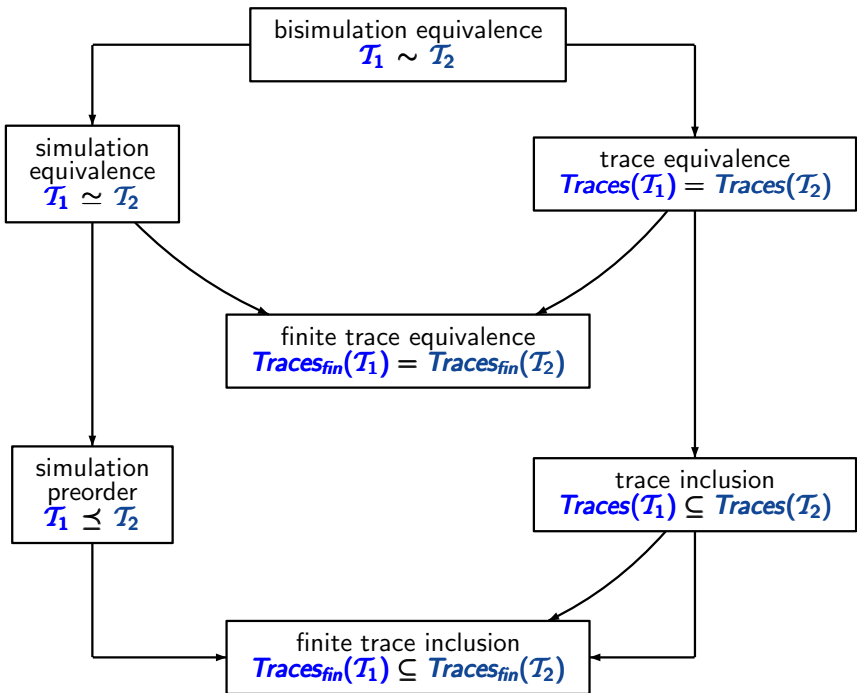 bisimulation equivalence
𝒯₁ ∼ 𝒯₂
simulation
equivalence
𝒯₁ ≃ 𝒯₂
trace equivalence
Traces(𝒯₁) = Traces(𝒯₂)
finite trace equivalence
Traces_fin(𝒯₁) = Traces_fin(𝒯₂)
simulation
preorder
𝒯₁ ⪯ 𝒯₂
trace inclusion
Traces(𝒯₁) ⊆ Traces(𝒯₂)
finite trace inclusion
Traces_fin(𝒯₁) ⊆ Traces_fin(𝒯₂)